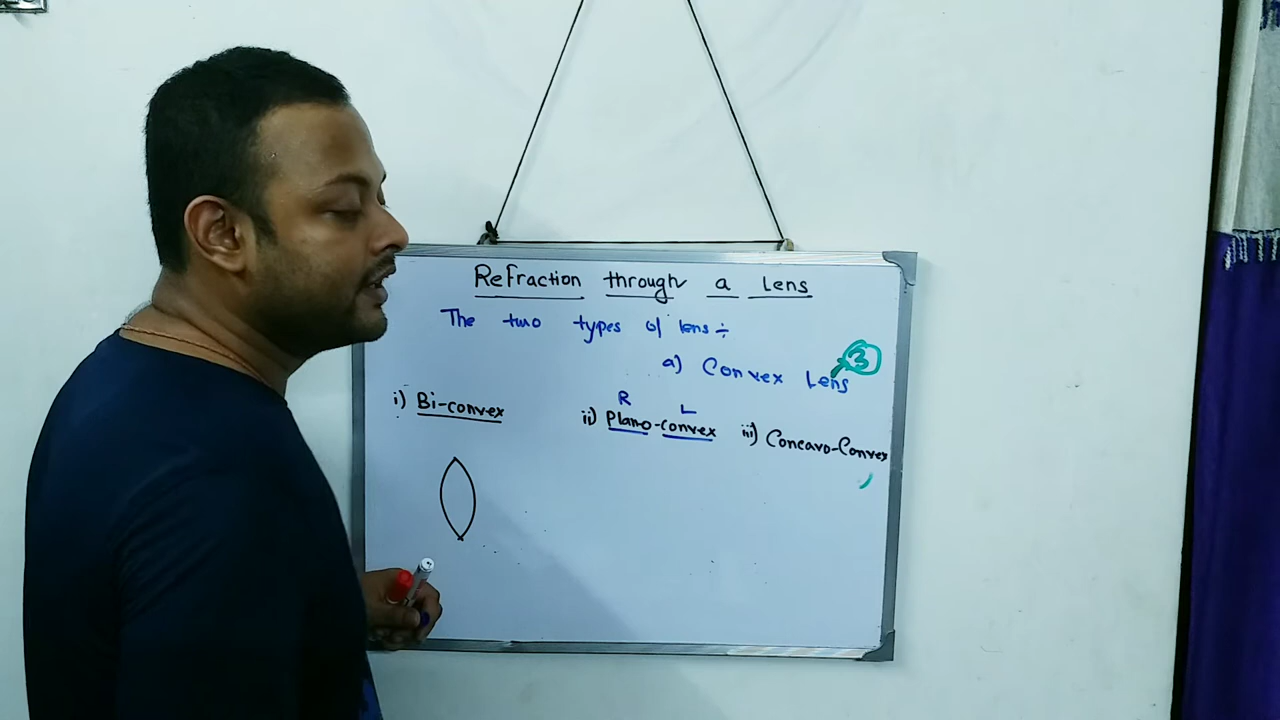 Refraction through a lens
The two types of lens÷
a) Convex Lens 3
R L
i) Bi-convex ii) Plano-convex iii) Concavo-Convex